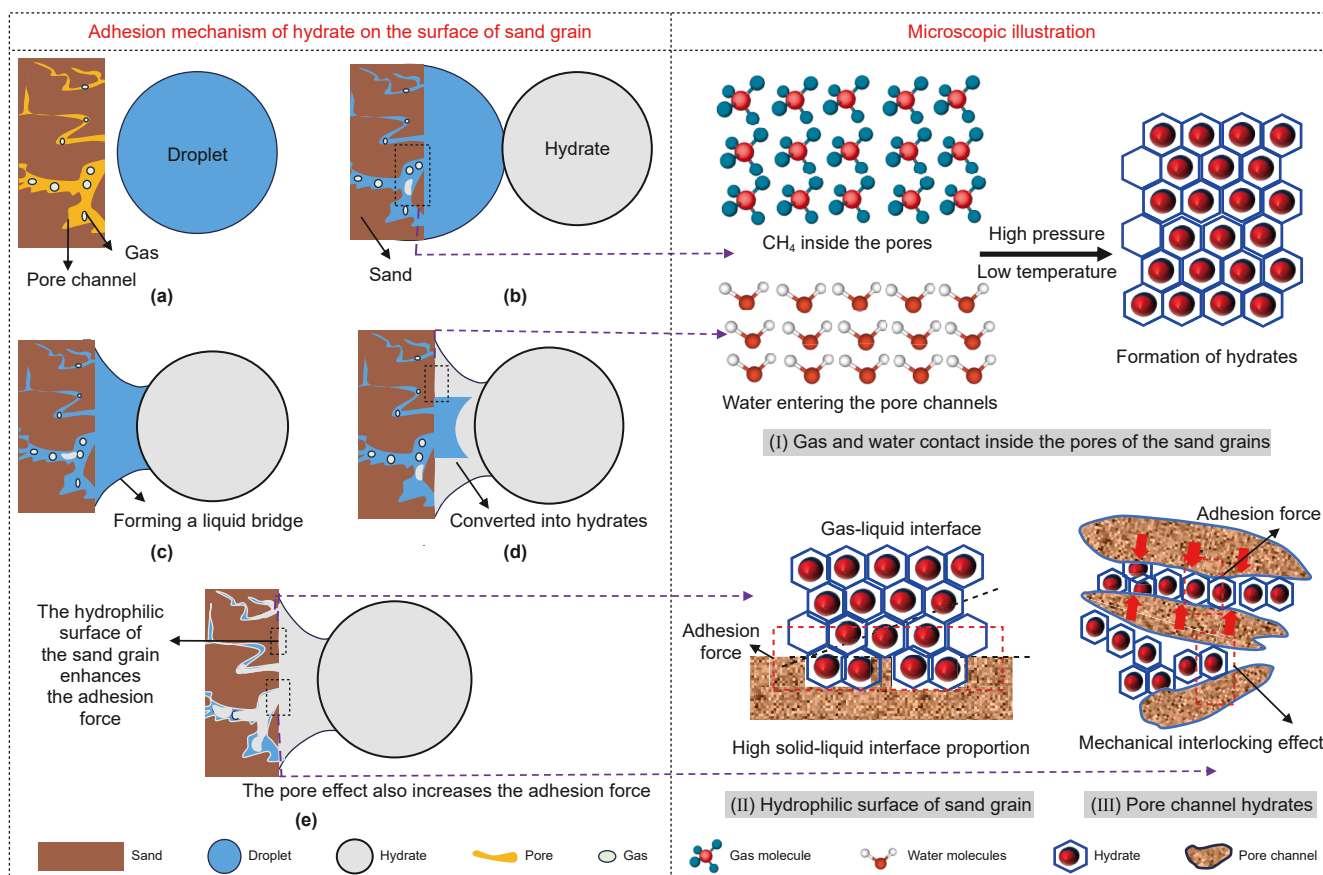 Adhesion mechanism of hydrate on the surface of sand grain
Microscopic illustration
Droplet
Gas
Pore channel
(a)
Hydrate
Sand
(b)
CH₄ inside the pores
High pressure
Low temperature
Formation of hydrates
Water entering the pore channels
(I) Gas and water contact inside the pores of the sand grains
Forming a liquid bridge
(c)
Converted into hydrates
(d)
The hydrophilic
surface of
the sand grain
enhances
the adhesion
force
The pore effect also increases the adhesion force
(e)
Gas-liquid interface
Adhesion
force
High solid-liquid interface proportion
(II) Hydrophilic surface of sand grain
Adhesion force
Mechanical interlocking effect
(III) Pore channel hydrates
Sand
Droplet
Hydrate
Pore
Gas
Gas molecule
Water molecules
Hydrate
Pore channel